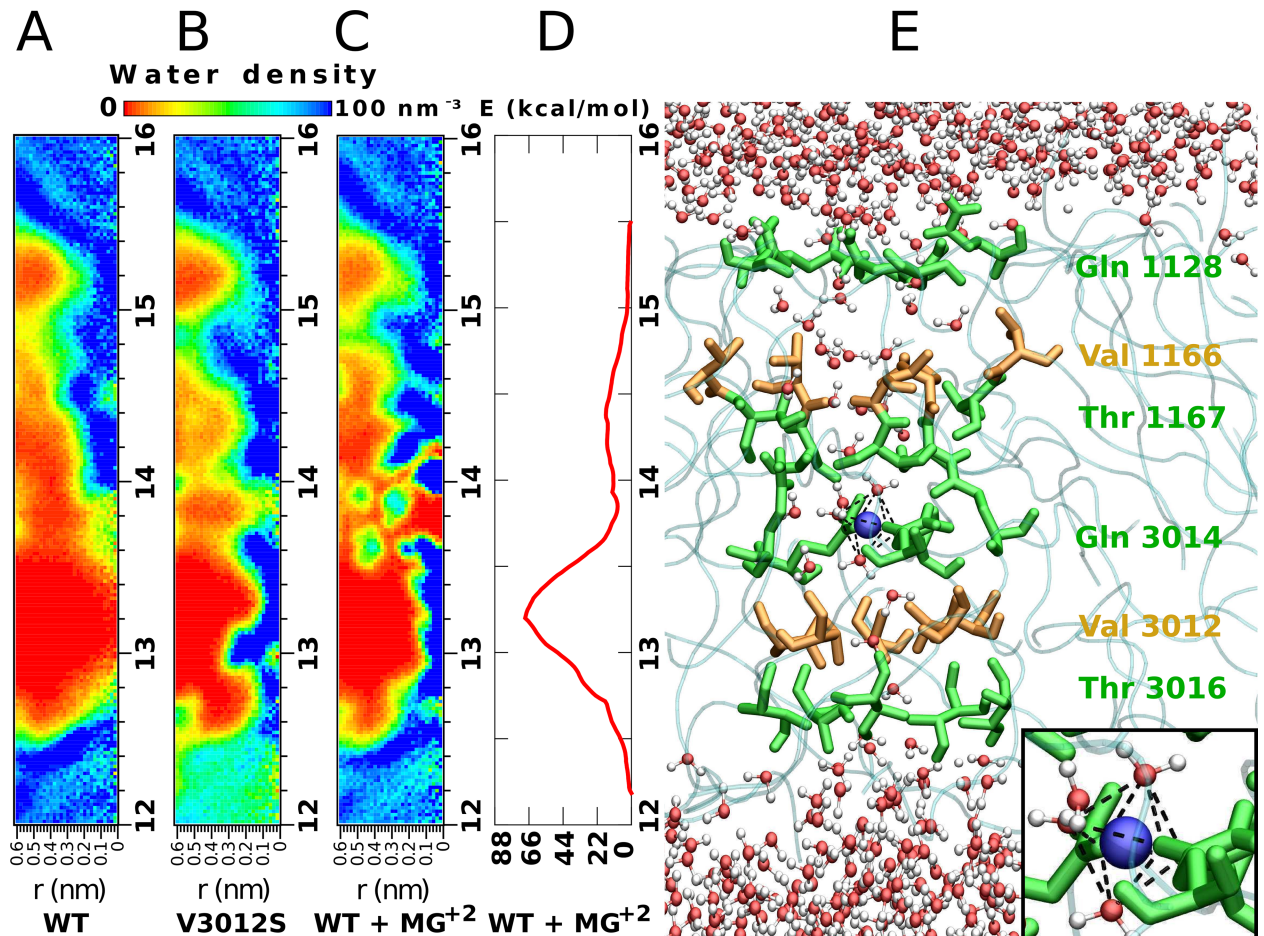 A B C D E
Water density
0 100 nm⁻³ E (kcal/mol)
16 16 16 16
15 15 15 15
14 14 14 14
13 13 13 13
12 12 12 12
Gln 1128
Val 1166
Thr 1167
Gln 3014
Val 3012
Thr 3016
0.6 0.5 0.4 0.3 0.2 0.1 0 0.6 0.5 0.4 0.3 0.2 0.1 0 0.6 0.5 0.4 0.3 0.2 0.1 0 88 66 44 22 0
r (nm) r (nm) r (nm)
WT V3012S WT + MG⁺² WT + MG⁺²